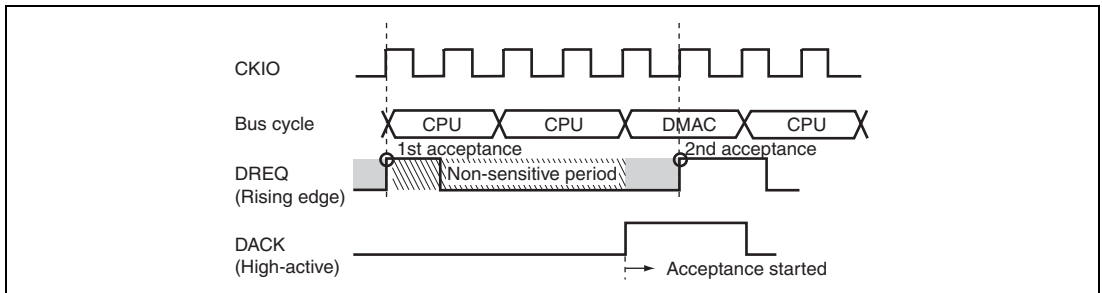 CKIO
Bus cycle
CPU CPU DMAC CPU
1st acceptance 2nd acceptance
DREQ
(Rising edge)
Non-sensitive period
DACK
(High-active)
Acceptance started